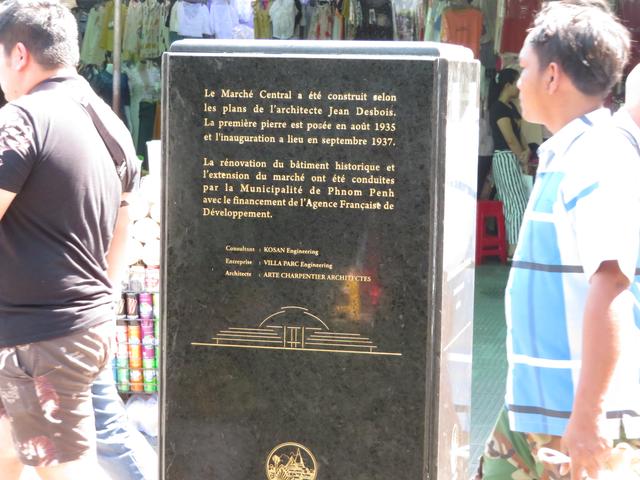 Le Marché Central a été construit selon
les plans de l'architecte Jean Desbois.
La première pierre est posée en août 1935
et l'inauguration a lieu en septembre 1937.
La rénovation du bâtiment historique et
l'extension du marché ont été conduites
par la Municipalité de Phnom Penh
avec le financement de l'Agence Française de
Développement.
Consultant : KOSAN Engineering
Entreprise : VILLA PARC Engineering
Architecte : ARTE CHARPENTIER ARCHITECTES